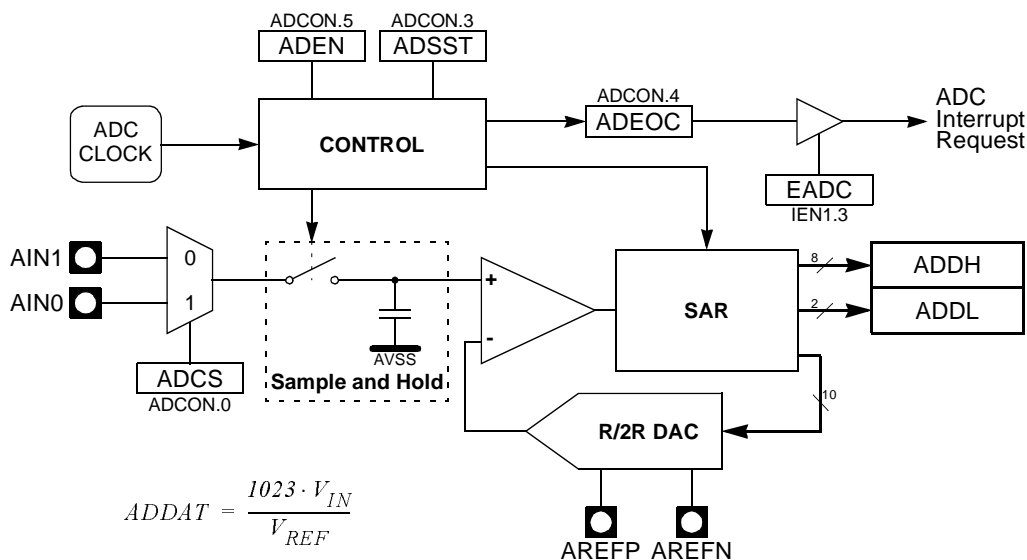 ADCON.5
ADEN
ADCON.3
ADSST
ADC
CLOCK
CONTROL
ADCON.4
ADEOC
ADC
Interrupt
Request
EADC
IEN1.3
AIN1
AIN0
0
1
ADCS
ADCON.0
AVSS
Sample and Hold
+
-
SAR
8
ADDH
2
ADDL
10
R/2R DAC
AREFP
AREFN
ADDAT = 1023 · VIN
VREF